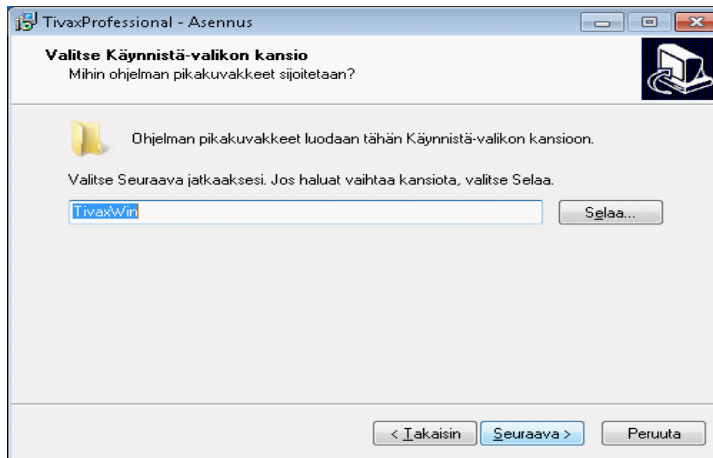 TivaxProfessional - Asennus
Valitse Käynnistä-valikon kansio
Mihin ohjelman pikakuvakkeet sijoitetaan?
Ohjelman pikakuvakkeet luodaan tähän Käynnistä-valikon kansioon.
Valitse Seuraava jatkaaksesi. Jos haluat vaihtaa kansiota, valitse Selaa.
TivaxWin
Selaa...
< Takaisin
Seuraava >
Peruuta